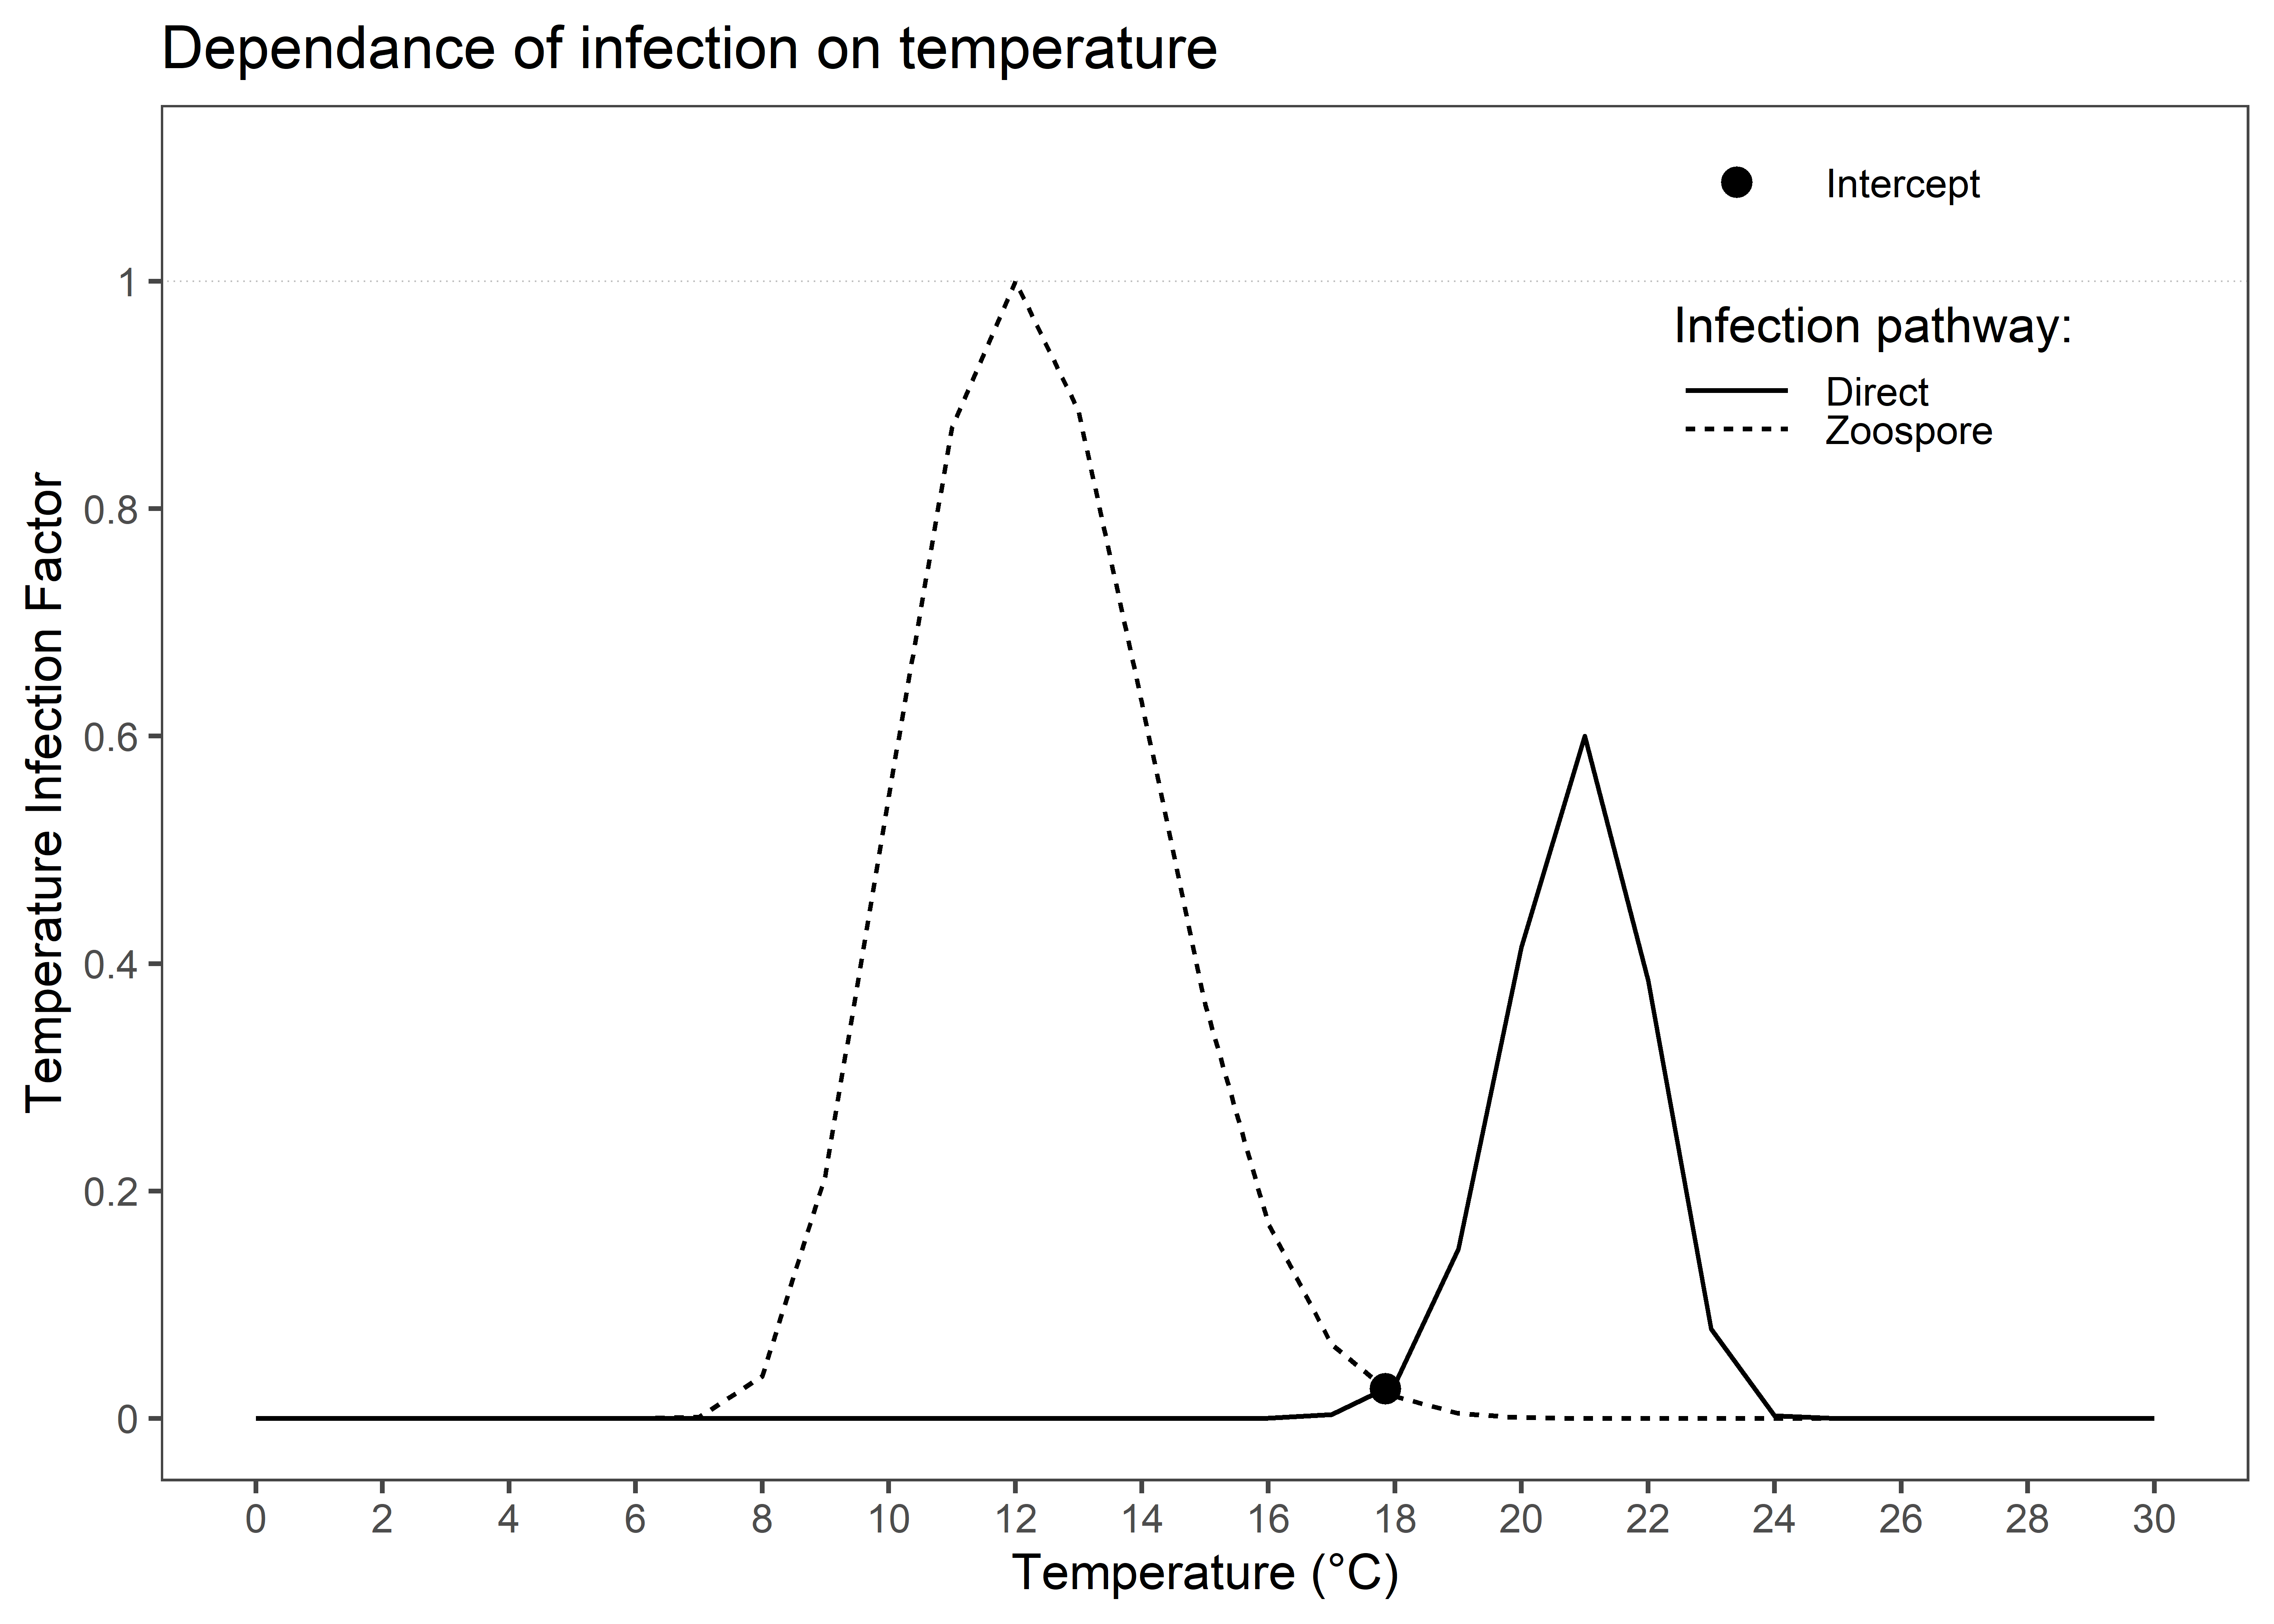 Dependance of infection on temperature
Intercept
Infection pathway:
Direct
Zoospore
Temperature Infection Factor
1
0.8
0.6
0.4
0.2
0
0 2 4 6 8 10 12 14 16 18 20 22 24 26 28 30
Temperature (°C)